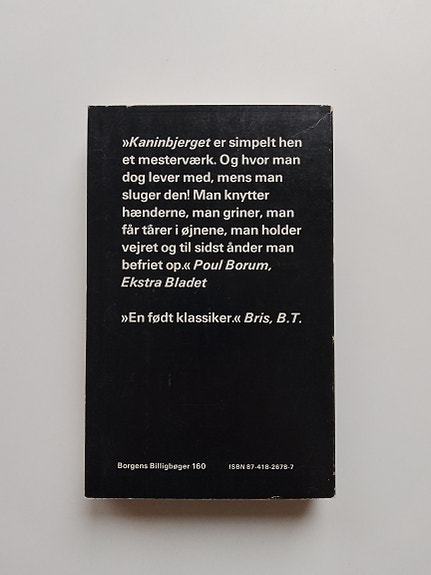 »Kaninbjerget er simpelt hen
et mesterværk. Og hvor man
dog lever med, mens man
sluger den! Man knytter
hænderne, man griner, man
får tårer i øjnene, man holder
vejret og til sidst ånder man
befriet op.« Poul Borum,
Ekstra Bladet
»En født klassiker.« Bris, B.T.
Borgens Billigbøger 160 ISBN 87-418-2678-7